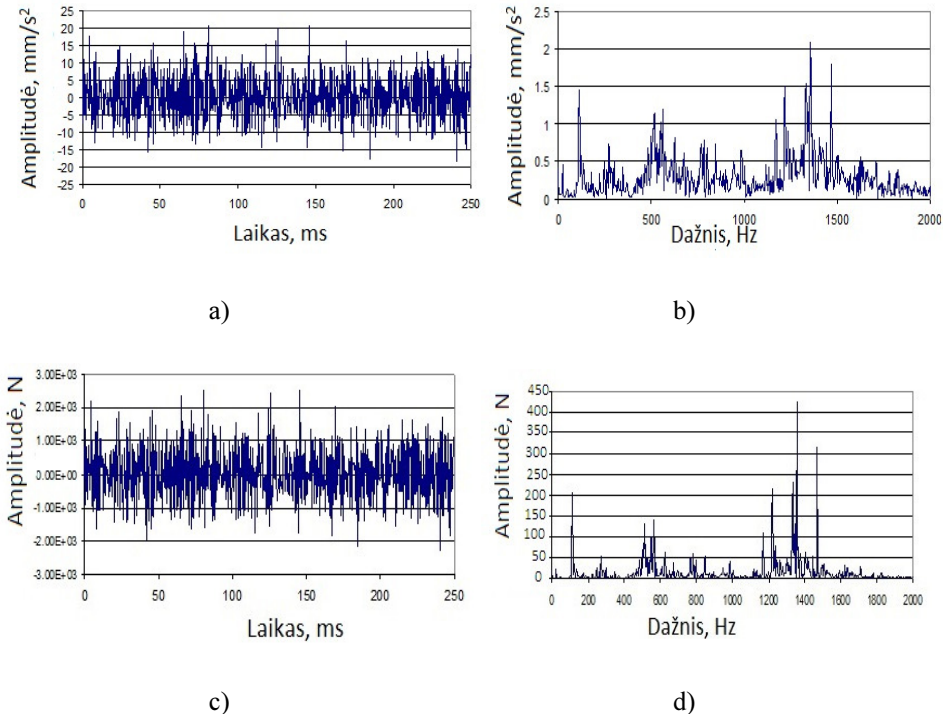 Amplitudė, mm/s²
25
20
15
10
5
0
-5
-10
-15
-20
-25
0 50 100 150 200 250
Laikas, ms
a)
Amplitudė, mm/s²
2.5
2
1.5
1
0.5
0
0 500 1000 1500 2000
Dažnis, Hz
b)
Amplitudė, N
3.00E+03
2.00E+03
1.00E+03
0.00E+00
-1.00E+03
-2.00E+03
-3.00E+03
0 50 100 150 200 250
Laikas, ms
c)
Amplitudė, N
450
400
350
300
250
200
150
100
50
0
0 200 400 600 800 1000 1200 1400 1600 1800 2000
Dažnis, Hz
d)